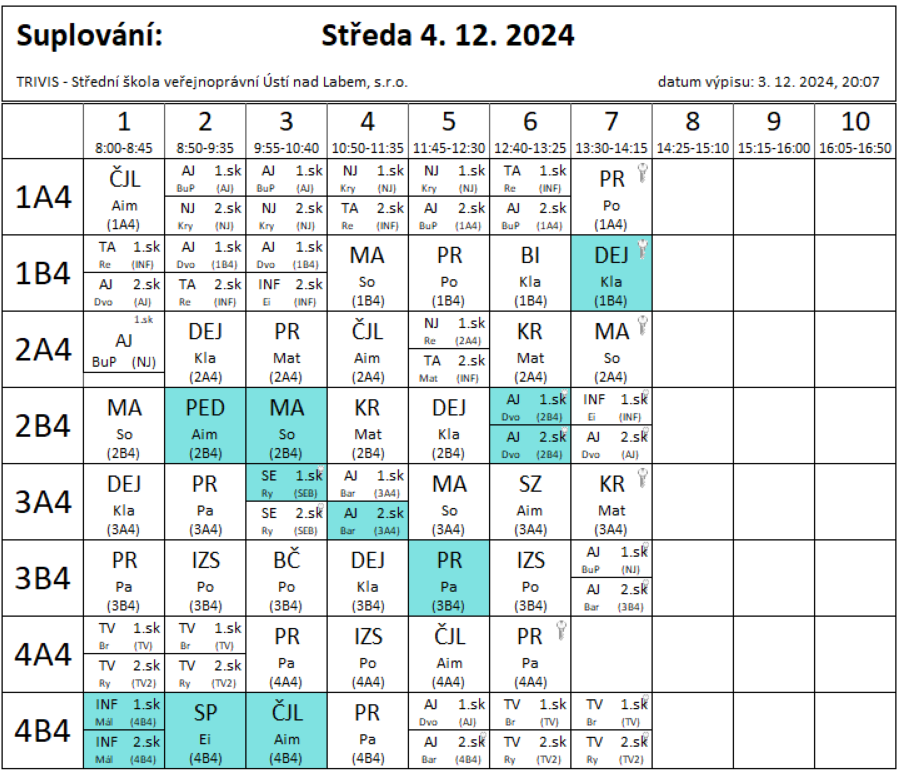 Suplování: Středa 4. 12. 2024
TRIVIS - Střední škola veřejnoprávní Ústí nad Labem, s.r.o. datum výpisu: 3. 12. 2024, 20:07
1 2 3 4 5 6 7 8 9 10
8:00-8:45 8:50-9:35 9:55-10:40 10:50-11:35 11:45-12:30 12:40-13:25 13:30-14:15 14:25-15:10 15:15-16:00 16:05-16:50
1A4
ČJL
Aim
(1A4)
AJ 1.sk
BuP (AJ)
NJ 2.sk
Kry (NJ)
AJ 1.sk
BuP (AJ)
NJ 2.sk
Kry (NJ)
NJ 1.sk
Kry (NJ)
TA 2.sk
Re (INF)
NJ 1.sk
Kry (NJ)
AJ 2.sk
BuP (1A4)
TA 1.sk
Re (INF)
AJ 2.sk
BuP (1A4)
PR
Po
(1A4)
1B4
TA 1.sk
Re (INF)
AJ 2.sk
Dvo (AJ)
AJ 1.sk
Dvo (1B4)
TA 2.sk
Re (INF)
AJ 1.sk
Dvo (1B4)
INF 2.sk
Ei (INF)
MA
So
(1B4)
PR
Po
(1B4)
BI
Kla
(1B4)
DEJ
Kla
(1B4)
2A4
1.sk
AJ
BuP (NJ)
DEJ
Kla
(2A4)
PR
Mat
(2A4)
ČJL
Aim
(2A4)
NJ 1.sk
Re (2A4)
TA 2.sk
Mat (INF)
KR
Mat
(2A4)
MA
So
(2A4)
2B4
MA
So
(2B4)
PED
Aim
(2B4)
MA
So
(2B4)
KR
Mat
(2B4)
DEJ
Kla
(2B4)
AJ 1.sk
Dvo (2B4)
AJ 2.sk
Dvo (2B4)
INF 1.sk
Ei (INF)
AJ 2.sk
Dvo (AJ)
3A4
DEJ
Kla
(3A4)
PR
Pa
(3A4)
SE 1.sk
Ry (SEB)
SE 2.sk
Ry (SEB)
AJ 1.sk
Bar (3A4)
AJ 2.sk
Bar (3A4)
MA
So
(3A4)
SZ
Aim
(3A4)
KR
Mat
(3A4)
3B4
PR
Pa
(3B4)
IZS
Po
(3B4)
BČ
Po
(3B4)
DEJ
Kla
(3B4)
PR
Pa
(3B4)
IZS
Po
(3B4)
AJ 1.sk
BuP (NJ)
AJ 2.sk
Bar (3B4)
4A4
TV 1.sk
Br (TV)
TV 2.sk
Ry (TV2)
TV 1.sk
Br (TV)
TV 2.sk
Ry (TV2)
PR
Pa
(4A4)
IZS
Po
(4A4)
ČJL
Aim
(4A4)
PR
Pa
(4A4)
4B4
INF 1.sk
Mál (4B4)
INF 2.sk
Mál (4B4)
SP
Ei
(4B4)
ČJL
Aim
(4B4)
PR
Pa
(4B4)
AJ 1.sk
Dvo (AJ)
AJ 2.sk
Bar (4B4)
TV 1.sk
Br (TV)
TV 2.sk
Ry (TV2)
TV 1.sk
Br (TV)
TV 2.sk
Ry (TV2)